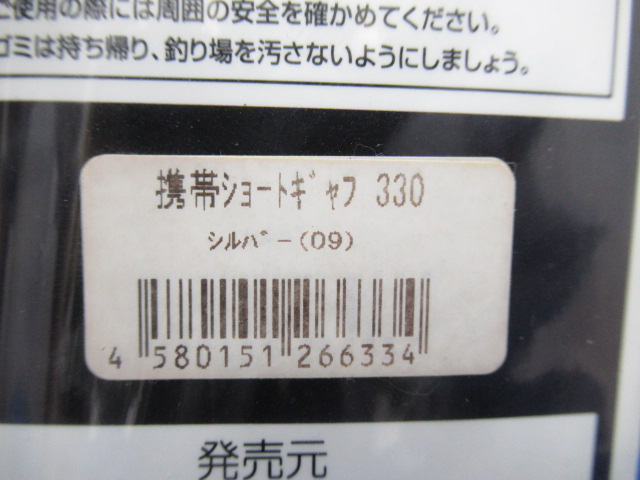 ご使用の際には周囲の安全を確かめてください。
ゴミは持ち帰り、釣り場を汚さないようにしましょう。
携帯ショートギャフ 330
シルバー(09)
4 580151 266334
発売元